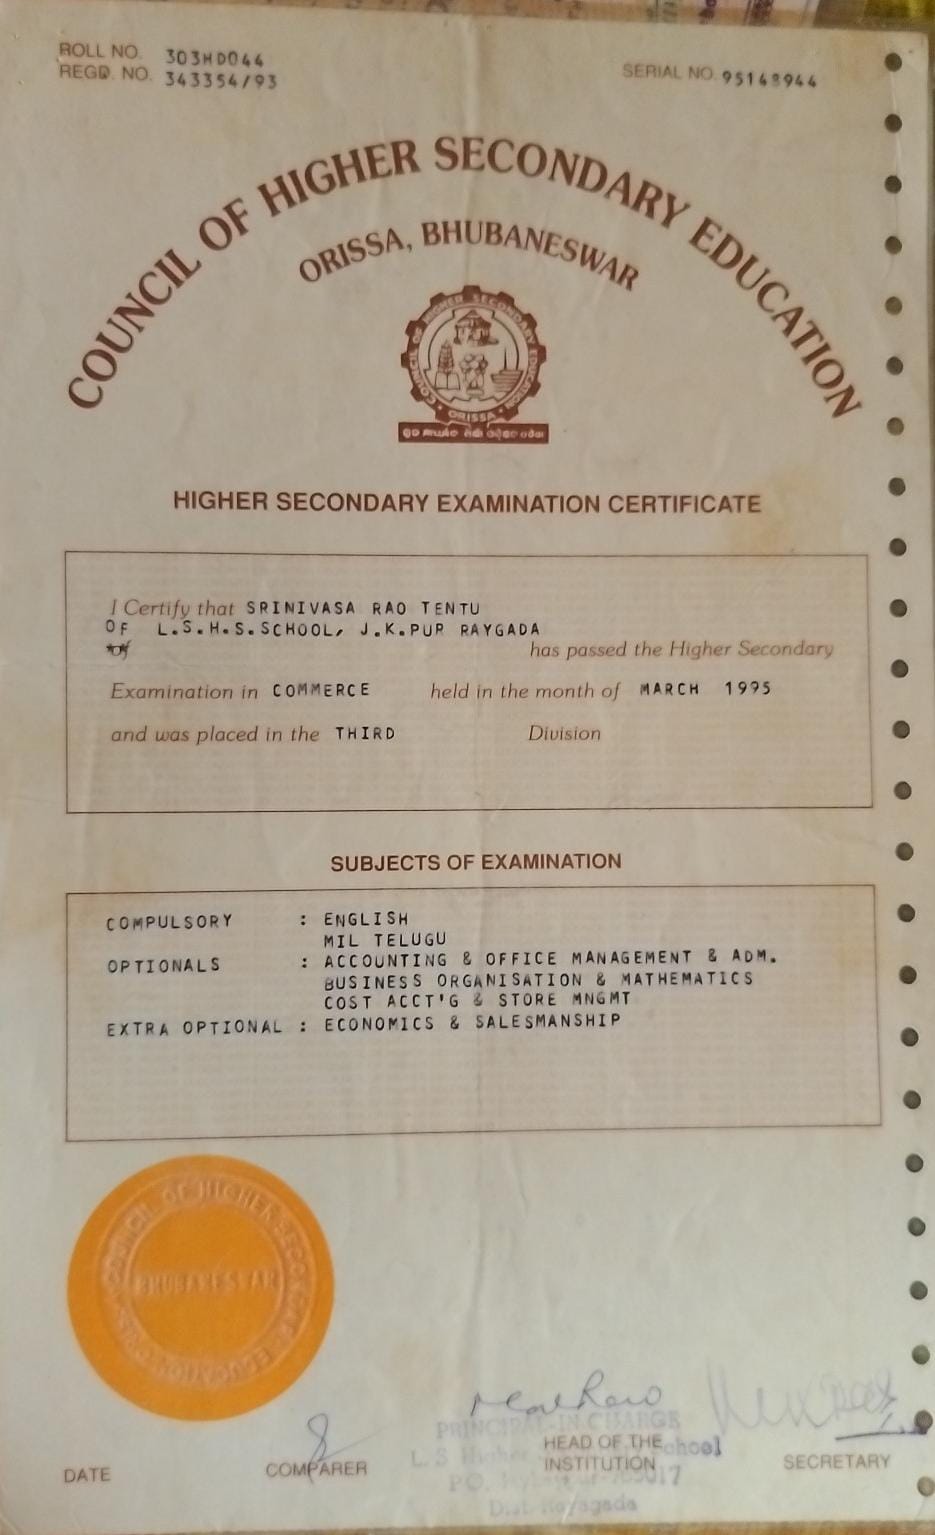 ROLL NO. 303HD044
REGD. NO. 343354/93
SERIAL NO. 95148944
COUNCIL OF HIGHER SECONDARY EDUCATION
ORISSA, BHUBANESWAR
COUNCIL OF HIGHER SECONDARY EDUCATION
ORISSA
HIGHER SECONDARY EXAMINATION CERTIFICATE
I Certify that SRINIVASA RAO TENTU
OF L.S.H.S.SCHOOL, J.K.PUR RAYGADA
*of has passed the Higher Secondary
Examination in COMMERCE held in the month of MARCH 1995
and was placed in the THIRD Division
SUBJECTS OF EXAMINATION
COMPULSORY : ENGLISH
MIL TELUGU
OPTIONALS : ACCOUNTING & OFFICE MANAGEMENT & ADM.
BUSINESS ORGANISATION & MATHEMATICS
COST ACCT'G & STORE MNGMT
EXTRA OPTIONAL : ECONOMICS & SALESMANSHIP
COUNCIL OF HIGHER SECONDARY EDUCATION
BHUBANESWAR
PRINCIPAL-IN-CHARGE
L.S School
PO.
Dist. Rayagada
DATE
COMPARER
HEAD OF THE
INSTITUTION
SECRETARY